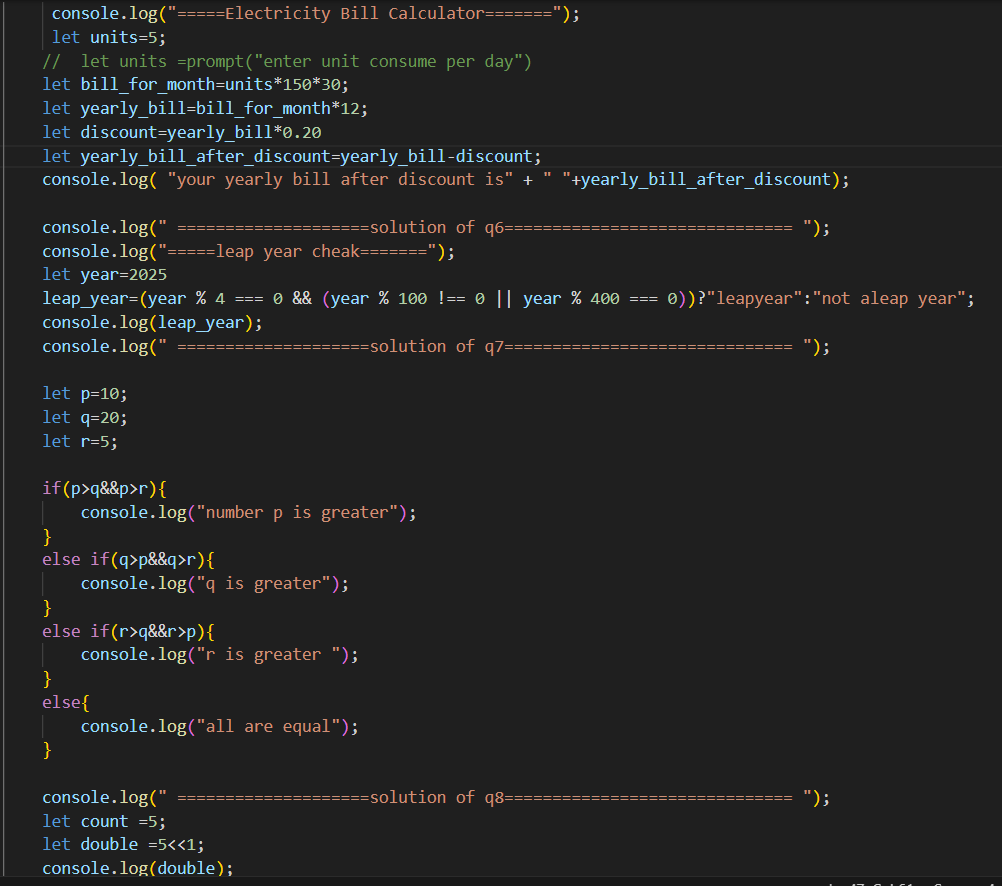 console.log("=====Electricity Bill Calculator=======");
let units=5;
//  let units =prompt("enter unit consume per day")
let bill_for_month=units*150*30;
let yearly_bill=bill_for_month*12;
let discount=yearly_bill*0.20
let yearly_bill_after_discount=yearly_bill-discount;
console.log( "your yearly bill after discount is" + " "+yearly_bill_after_discount);
console.log(" ====================solution of q6============================== ");
console.log("=====leap year cheak=======");
let year=2025
leap_year=(year % 4 === 0 && (year % 100 !== 0 || year % 400 === 0))?"leapyear":"not aleap year";
console.log(leap_year);
console.log(" ====================solution of q7============================== ");
let p=10;
let q=20;
let r=5;
if(p>q&&p>r){
    console.log("number p is greater");
}
else if(q>p&&q>r){
    console.log("q is greater");
}
else if(r>q&&r>p){
    console.log("r is greater ");
}
else{
    console.log("all are equal");
}
console.log(" ====================solution of q8============================== ");
let count =5;
let double =5<<1;
console.log(double);